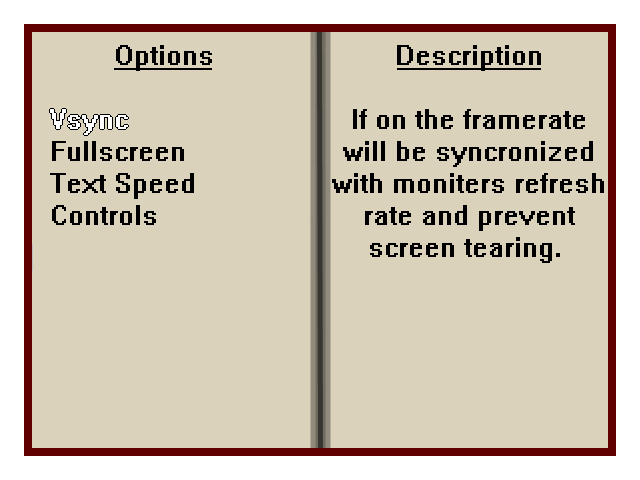 Options
Vsync
Fullscreen
Text Speed
Controls
Description
If on the framerate
will be syncronized
with moniters refresh
rate and prevent
screen tearing.